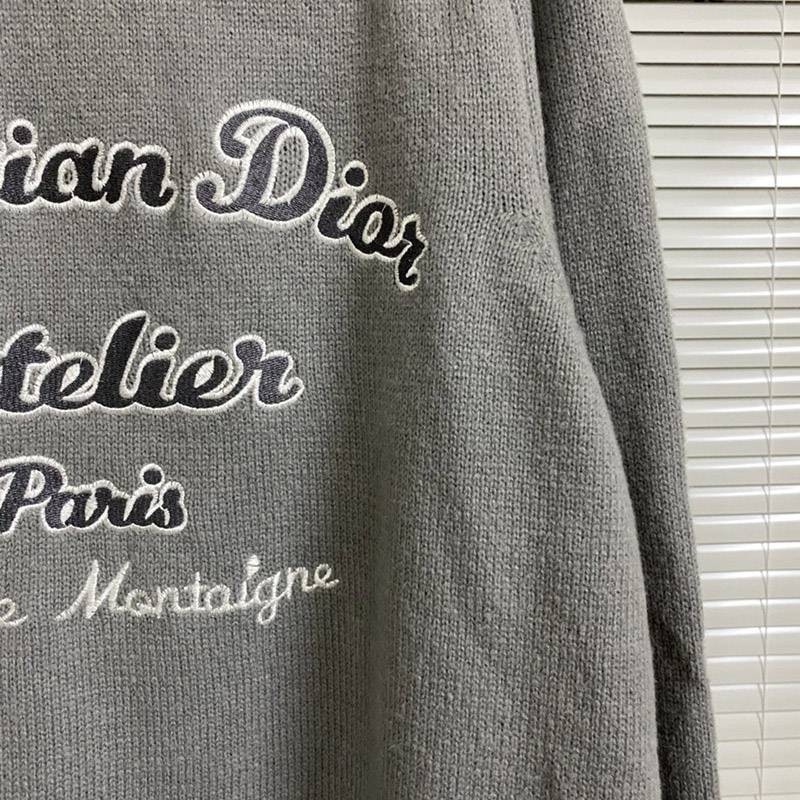 ian Dior
telier
Paris
e Montaigne